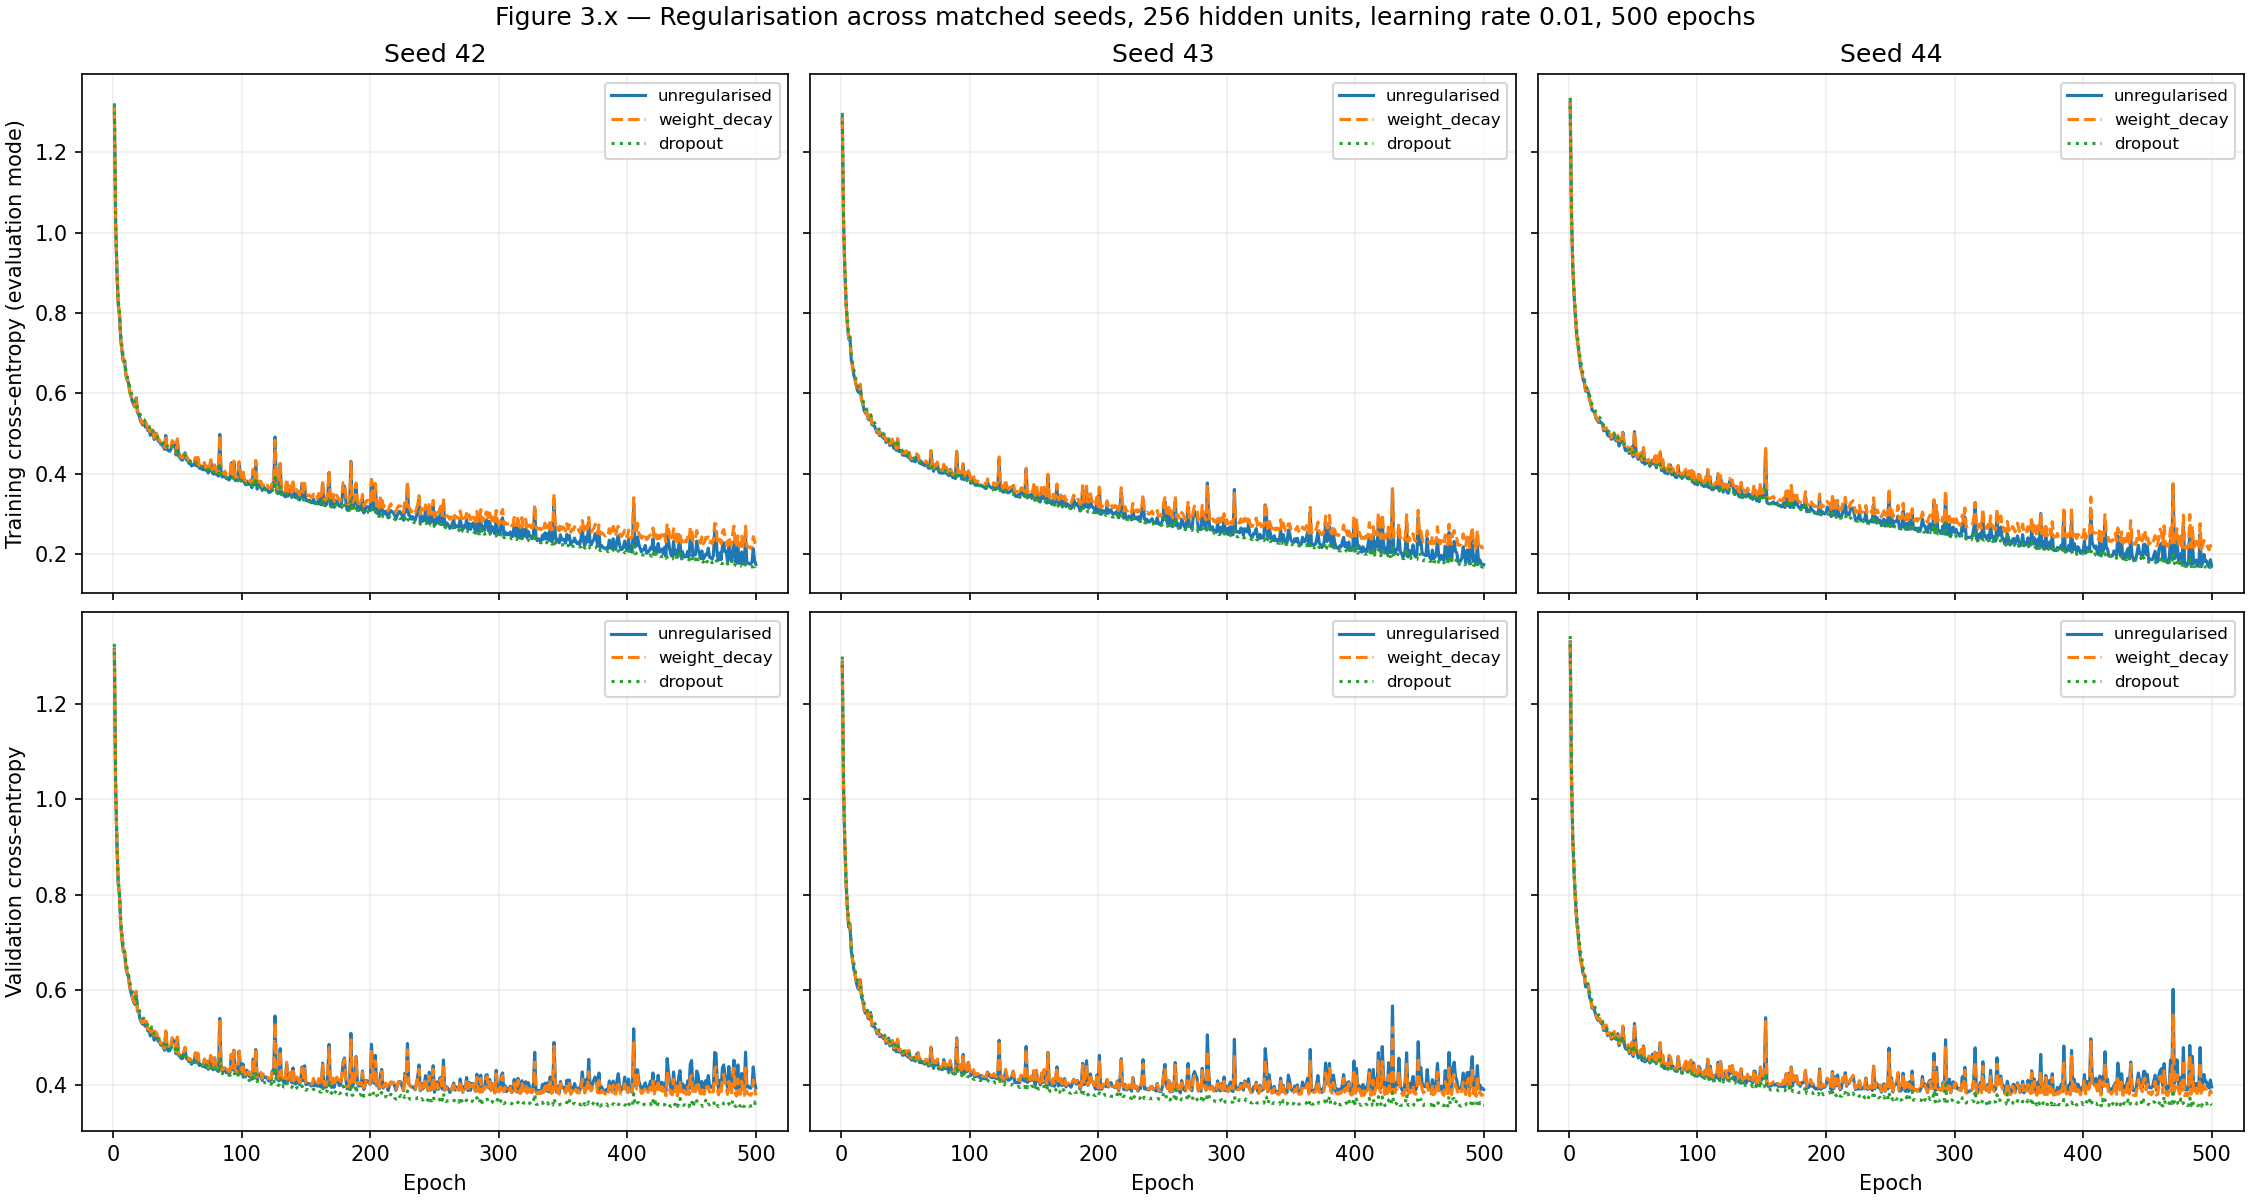 Figure 3.x — Regularisation across matched seeds, 256 hidden units, learning rate 0.01, 500 epochs
Seed 42
Seed 43
Seed 44
Training cross-entropy (evaluation mode)
1.2
1.0
0.8
0.6
0.4
0.2
unregularised
weight_decay
dropout
unregularised
weight_decay
dropout
unregularised
weight_decay
dropout
Validation cross-entropy
1.2
1.0
0.8
0.6
0.4
unregularised
weight_decay
dropout
unregularised
weight_decay
dropout
unregularised
weight_decay
dropout
0 100 200 300 400 500
0 100 200 300 400 500
0 100 200 300 400 500
Epoch
Epoch
Epoch